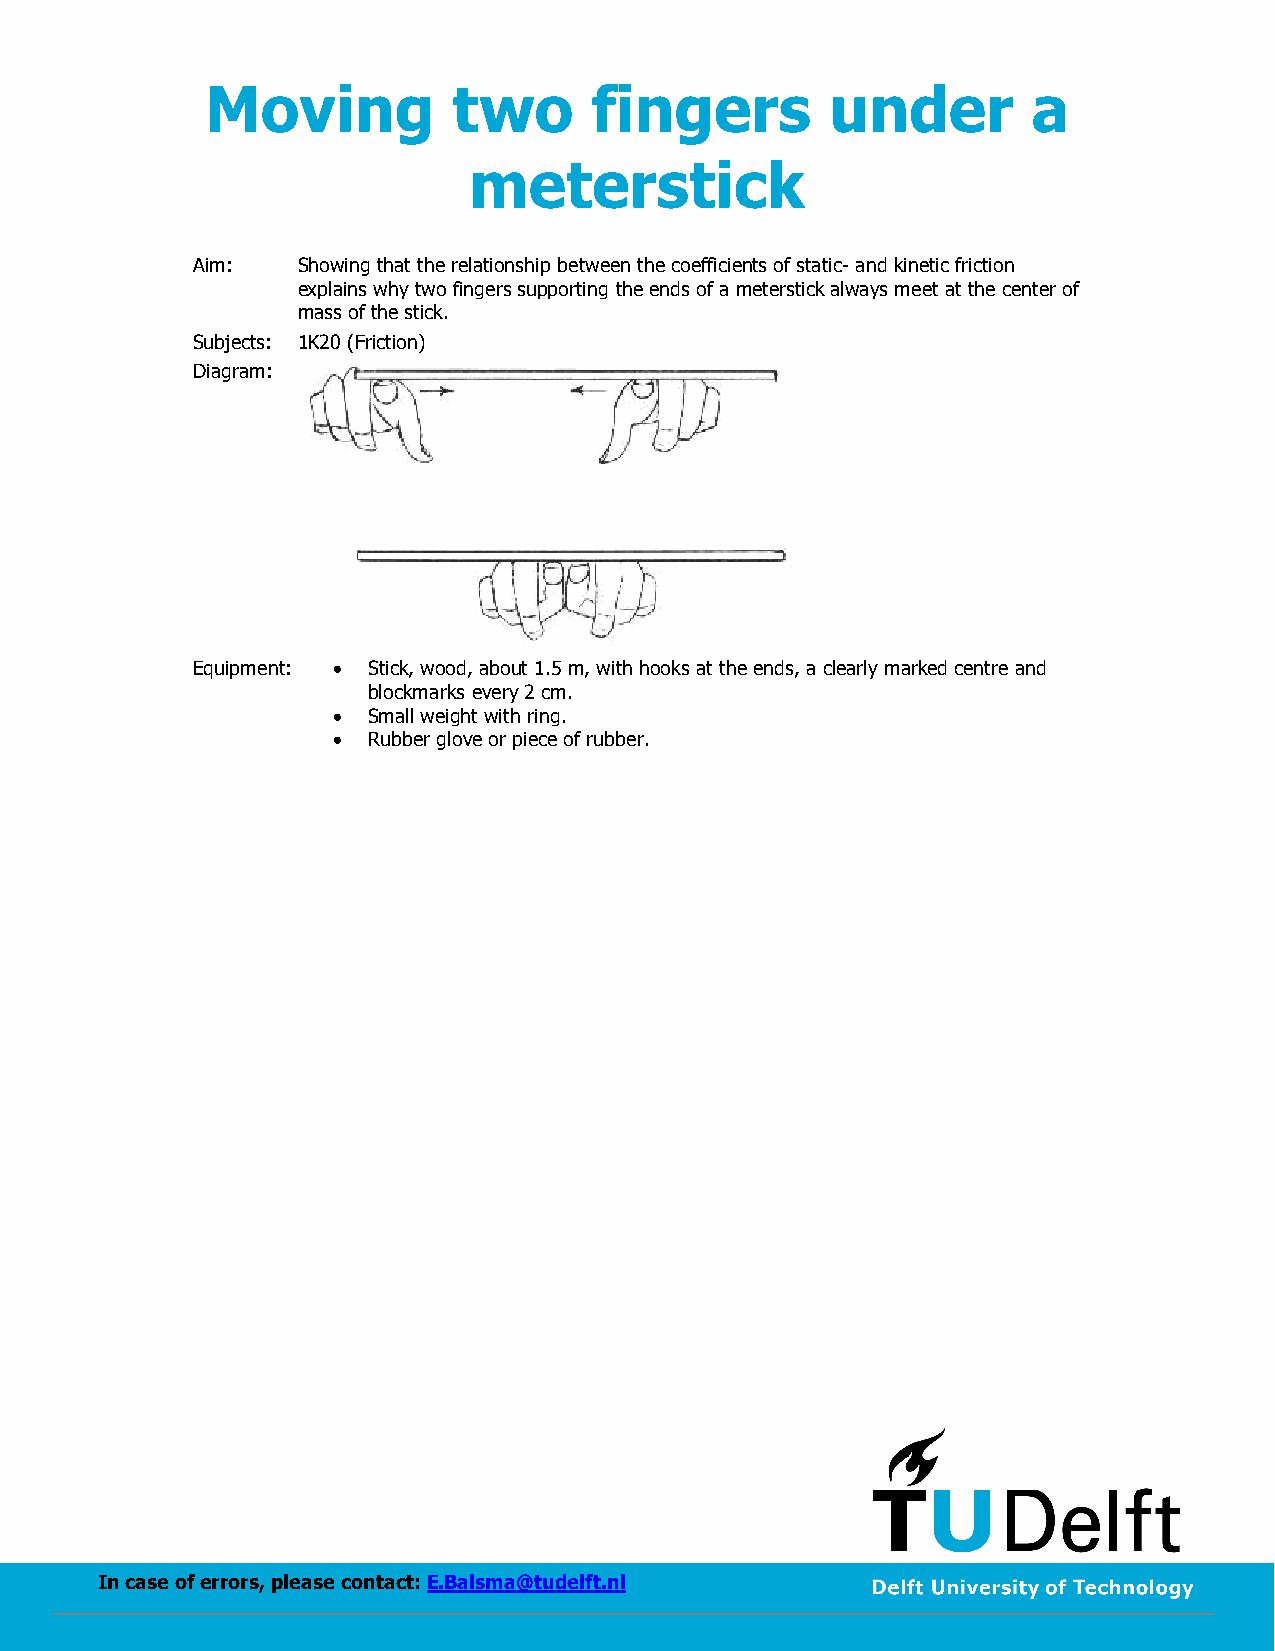 Moving two fingers under a
meterstick
Aim: Showing that the relationship between the coefficients of static- and kinetic friction
explains why two fingers supporting the ends of a meterstick always meet at the center of
mass of the stick.
Subjects: 1K20 (Friction)
Diagram:
Equipment: • Stick, wood, about 1.5 m, with hooks at the ends, a clearly marked centre and
blockmarks every 2 cm.
• Small weight with ring.
• Rubber glove or piece of rubber.
TUDelft
In case of errors, please contact: E.Balsma@tudelft.nl
Delft University of Technology